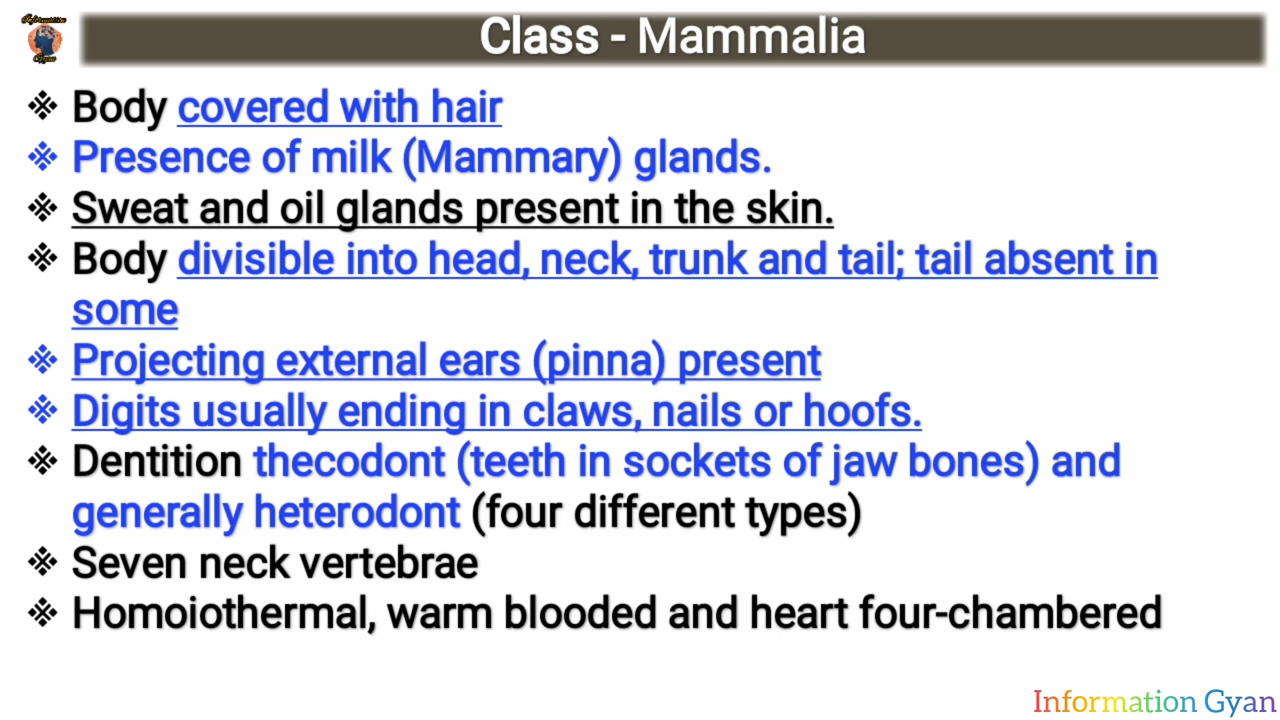 Information
Gyan
Class - Mammalia
❖ Body covered with hair
❖ Presence of milk (Mammary) glands.
❖ Sweat and oil glands present in the skin.
❖ Body divisible into head, neck, trunk and tail; tail absent in
some
❖ Projecting external ears (pinna) present
❖ Digits usually ending in claws, nails or hoofs.
❖ Dentition thecodont (teeth in sockets of jaw bones) and
generally heterodont (four different types)
❖ Seven neck vertebrae
❖ Homoiothermal, warm blooded and heart four-chambered
Information Gyan